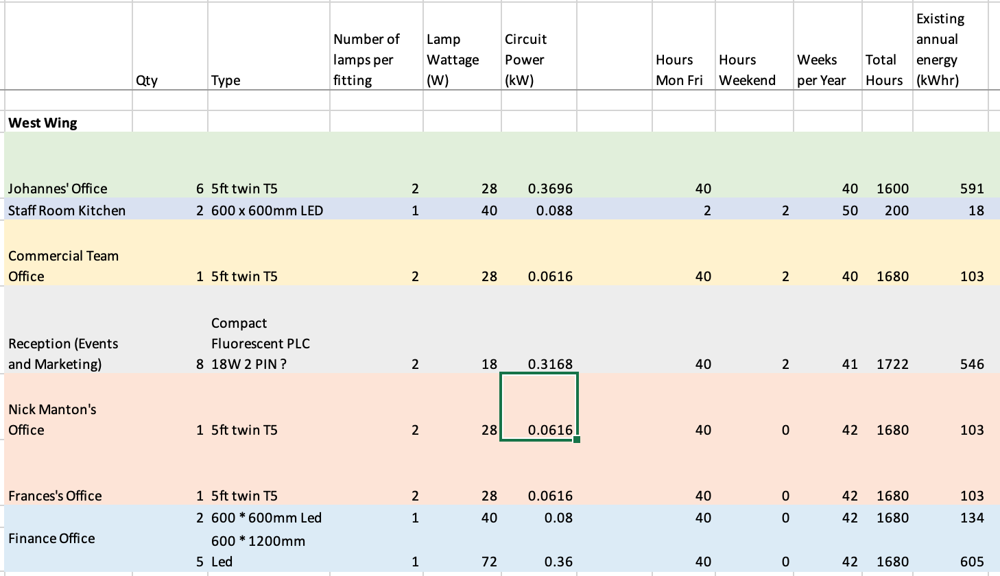 Qty Type Number of lamps per fitting Lamp Wattage (W) Circuit Power (kW) Hours Mon Fri Hours Weekend Weeks per Year Total Hours Existing annual energy (kWhr)
West Wing
Johannes' Office 6 5ft twin T5 2 28 0.3696 40 40 1600 591
Staff Room Kitchen 2 600 x 600mm LED 1 40 0.088 2 2 50 200 18
Commercial Team
Office 1 5ft twin T5 2 28 0.0616 40 2 40 1680 103
Compact
Reception (Events Fluorescent PLC
and Marketing) 8 18W 2 PIN ? 2 18 0.3168 40 2 41 1722 546
Nick Manton's
Office 1 5ft twin T5 2 28 0.0616 40 0 42 1680 103
Frances's Office 1 5ft twin T5 2 28 0.0616 40 0 42 1680 103
2 600 * 600mm Led 1 40 0.08 40 0 42 1680 134
Finance Office 600 * 1200mm
5 Led 1 72 0.36 40 0 42 1680 605